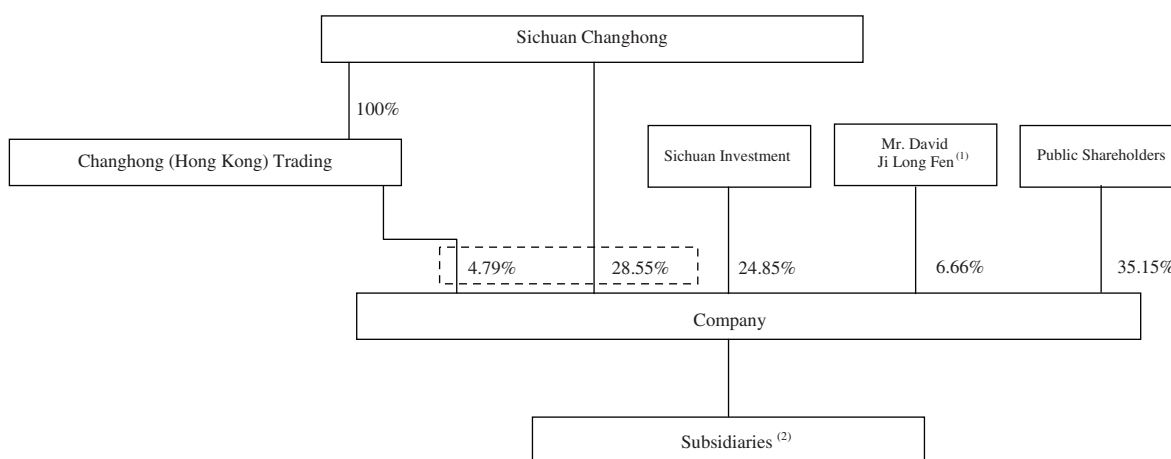 Sichuan Changhong
100%
Changhong (Hong Kong) Trading
Sichuan Investment
Mr. David
Ji Long Fen (1)
Public Shareholders
4.79%
28.55%
24.85%
6.66%
35.15%
Company
Subsidiaries (2)